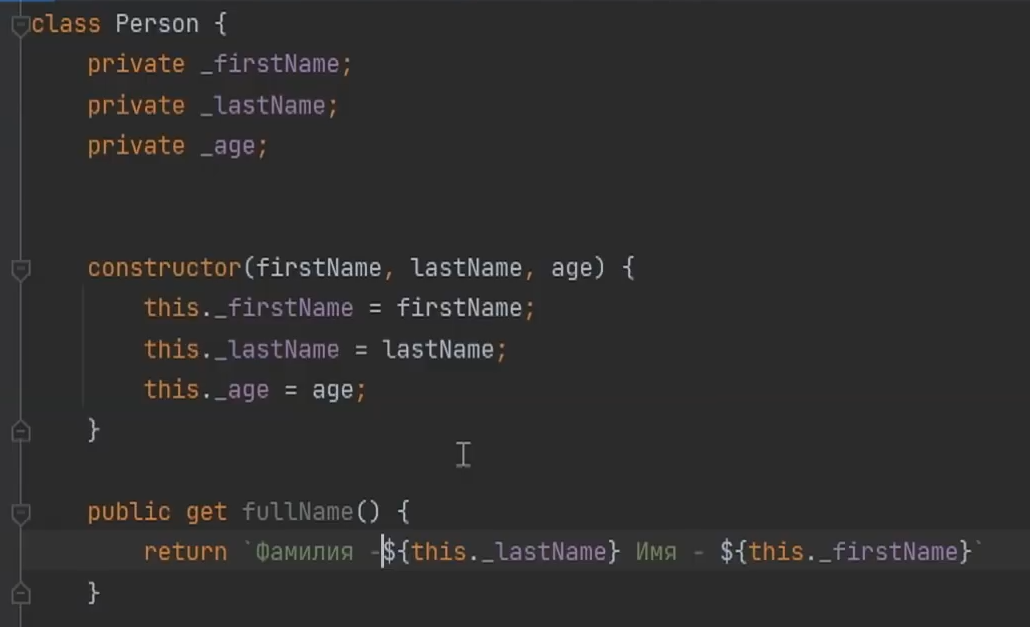 class Person {
    private _firstName;
    private _lastName;
    private _age;
    constructor(firstName, lastName, age) {
        this._firstName = firstName;
        this._lastName = lastName;
        this._age = age;
    }
    public get fullName() {
        return `Фамилия -${this._lastName} Имя - ${this._firstName}`
    }